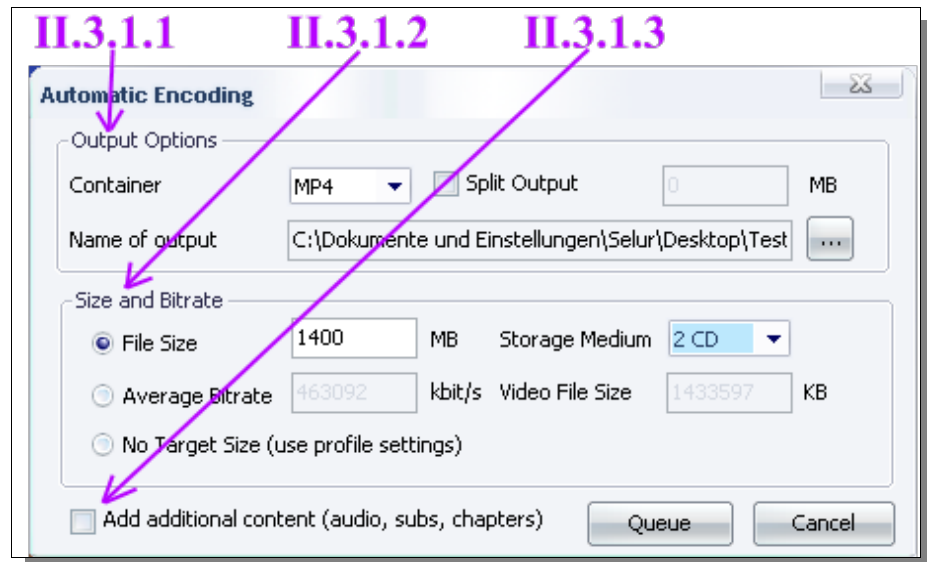 II.3.1.1 II.3.1.2 II.3.1.3
Automatic Encoding
Output Options
Container MP4 Split Output 0 MB
Name of output C:\Dokumente und Einstellungen\Selur\Desktop\Test ...
Size and Bitrate
File Size 1400 MB Storage Medium 2 CD
Average Bitrate 463092 kbit/s Video File Size 1433597 KB
No Target Size (use profile settings)
Add additional content (audio, subs, chapters) Queue Cancel